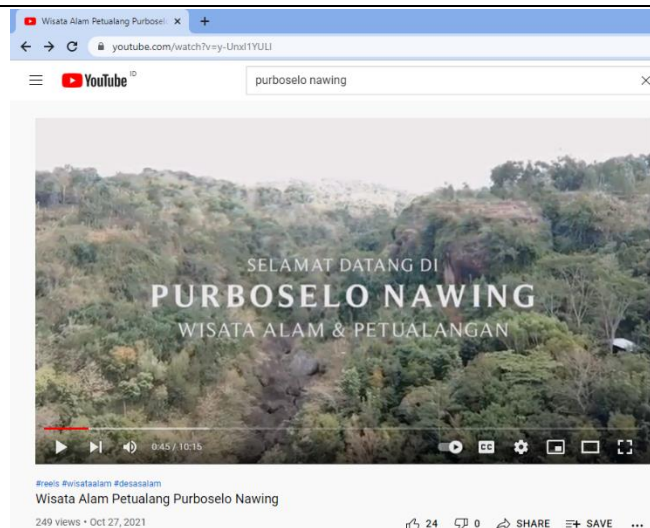 Wisata Alam Petualang Purbosel
youtube.com/watch?v=y-UnxI1YULI
YouTube ID
purboselo nawing
SELAMAT DATANG DI
PURBOSELO NAWING
WISATA ALAM & PETUALANGAN
0:45 / 10:15
CC
#reels #wisataalam #desasalam
Wisata Alam Petualang Purboselo Nawing
249 views • Oct 27, 2021
24 0 SHARE SAVE